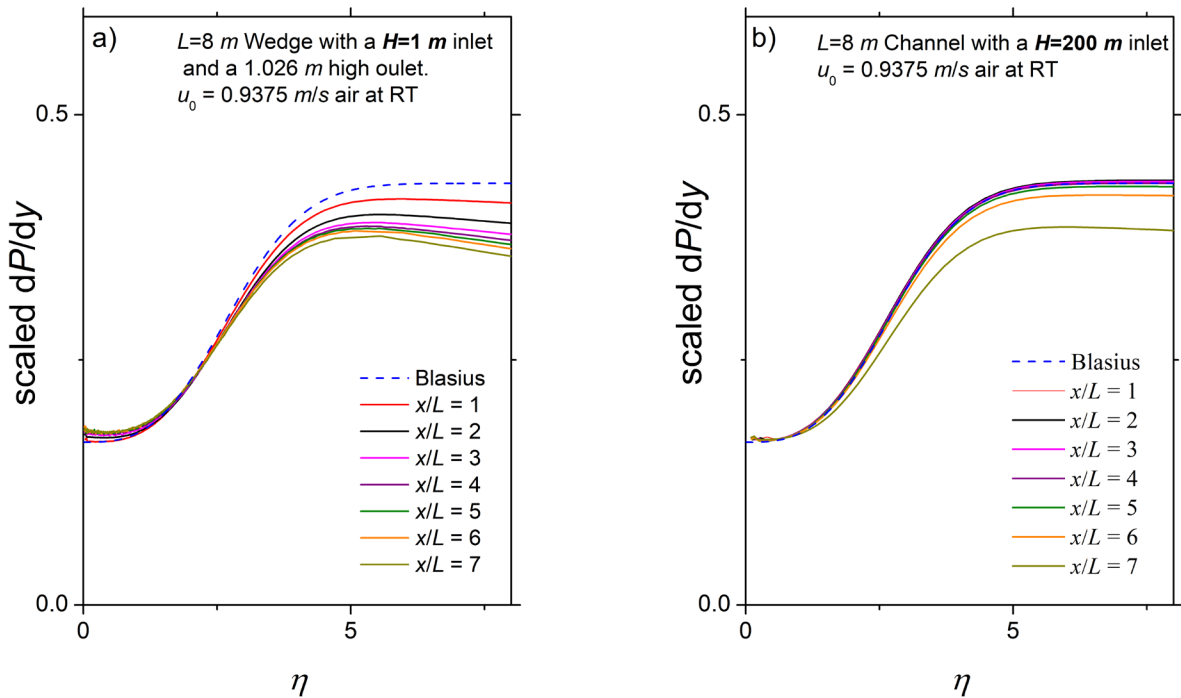 a)
L=8 m Wedge with a H=1 m inlet
and a 1.026 m high oulet.
u0 = 0.9375 m/s air at RT
0.5
scaled dP/dy
Blasius
x/L = 1
x/L = 2
x/L = 3
x/L = 4
x/L = 5
x/L = 6
x/L = 7
0.0
0
5
η
b)
L=8 m Channel with a H=200 m inlet
u0 = 0.9375 m/s air at RT
0.5
scaled dP/dy
Blasius
x/L = 1
x/L = 2
x/L = 3
x/L = 4
x/L = 5
x/L = 6
x/L = 7
0.0
0
5
η